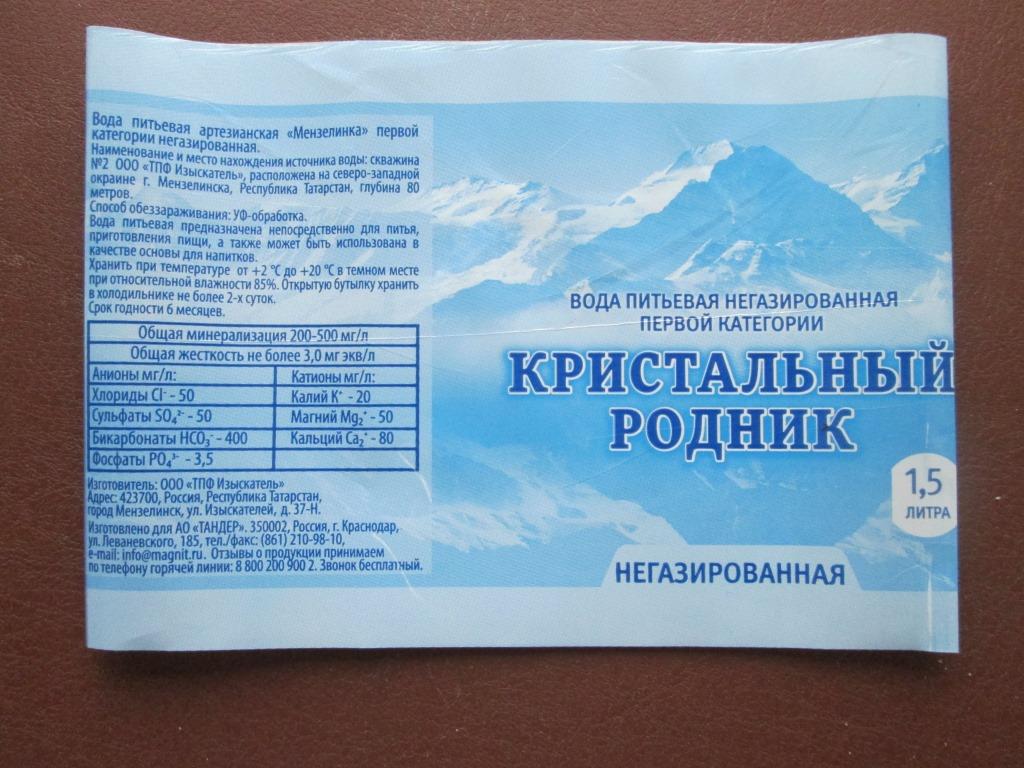 Вода питьевая артезианская «Мензелинка» первой
категории негазированная.
Наименование и место нахождения источника воды: скважина
№2 ООО «ТПФ Изыскатель», расположена на северо-западной
окраине г. Мензелинска, Республика Татарстан, глубина 80
метров.
Способ обеззараживания: УФ-обработка.
Вода питьевая предназначена непосредственно для питья,
приготовления пищи, а также может быть использована в
качестве основы для напитков.
Хранить при температуре от +2 °С до +20 °С в темном месте
при относительной влажности 85%. Открытую бутылку хранить
в холодильнике не более 2-х суток.
Срок годности 6 месяцев.
Общая минерализация 200-500 мг/л
Общая жесткость не более 3,0 мг экв/л
Анионы мг/л: Катионы мг/л:
Хлориды Cl⁻ - 50 Калий K⁺ - 20
Сульфаты SO₄²⁻ - 50 Магний Mg₂⁺ - 50
Бикарбонаты HCO₃⁻ - 400 Кальций Ca₂⁺ - 80
Фосфаты PO₄³⁻ - 3,5
Изготовитель: ООО «ТПФ Изыскатель»
Адрес: 423700, Россия, Республика Татарстан,
город Мензелинск, ул. Изыскателей, д. 37-Н.
Изготовлено для АО «ТАНДЕР». 350002, Россия, г. Краснодар,
ул. Леваневского, 185, тел./факс: (861) 210-98-10,
e-mail: info@magnit.ru. Отзывы о продукции принимаем
по телефону горячей линии: 8 800 200 900 2. Звонок бесплатный.
ВОДА ПИТЬЕВАЯ НЕГАЗИРОВАННАЯ
ПЕРВОЙ КАТЕГОРИИ
КРИСТАЛЬНЫЙ
РОДНИК
1,5
ЛИТРА
НЕГАЗИРОВАННАЯ